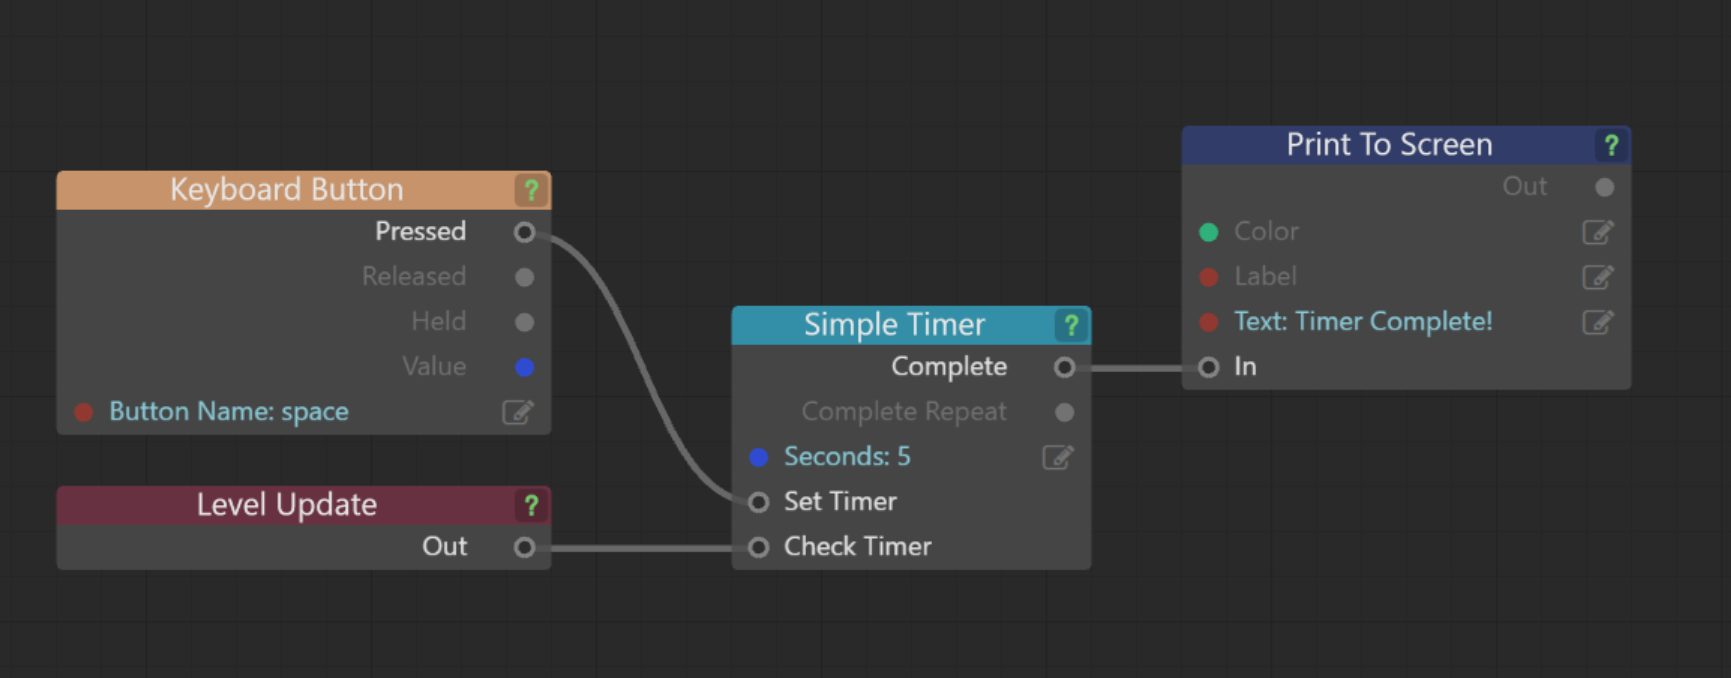 Keyboard Button ?
Pressed
Released
Held
Value
Button Name: space
Level Update ?
Out
Simple Timer ?
Complete
Complete Repeat
Seconds: 5
Set Timer
Check Timer
Print To Screen ?
Out
Color
Label
Text: Timer Complete!
In